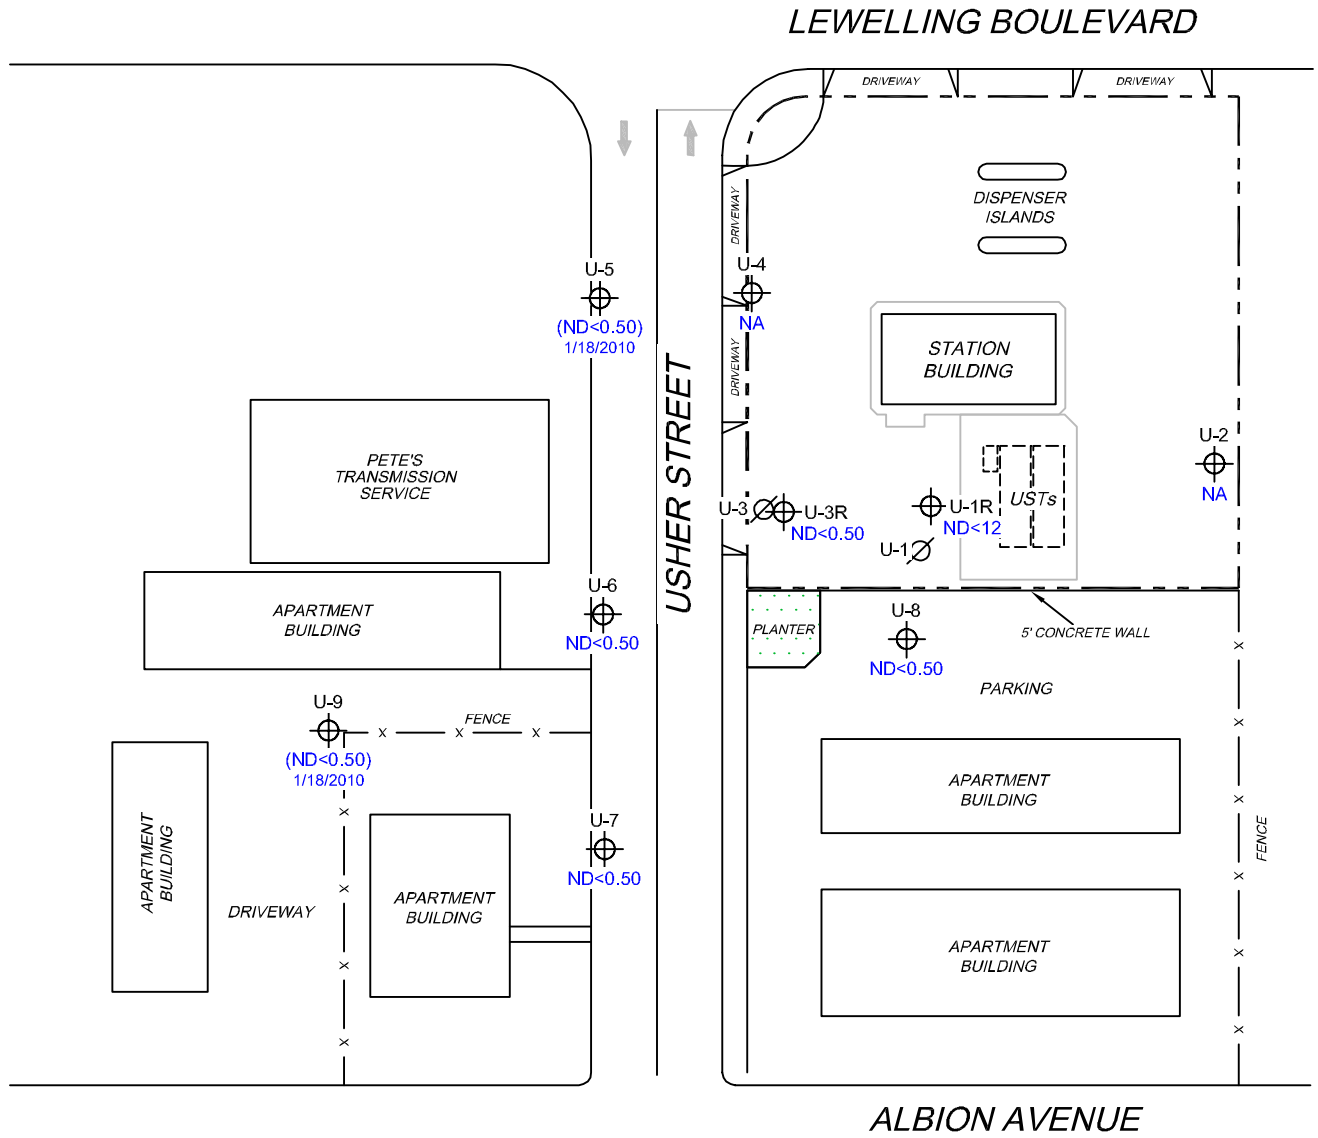 LEWELLING BOULEVARD
DRIVEWAY
DRIVEWAY
DRIVEWAY
DISPENSER
ISLANDS
U-5
(ND<0.50)
1/18/2010
U-4
NA
DRIVEWAY
STATION
BUILDING
USHER STREET
PETE'S
TRANSMISSION
SERVICE
U-2
NA
U-3
U-3R
ND<0.50
U-1R
ND<12
USTs
U-1
U-6
ND<0.50
APARTMENT
BUILDING
PLANTER
U-8
ND<0.50
5' CONCRETE WALL
X
PARKING
U-9
(ND<0.50)
1/18/2010
FENCE
X
X
X
X
APARTMENT
BUILDING
X
X
U-7
ND<0.50
FENCE
APARTMENT
BUILDING
DRIVEWAY
X
APARTMENT
BUILDING
X
APARTMENT
BUILDING
X
X
X
X
ALBION AVENUE